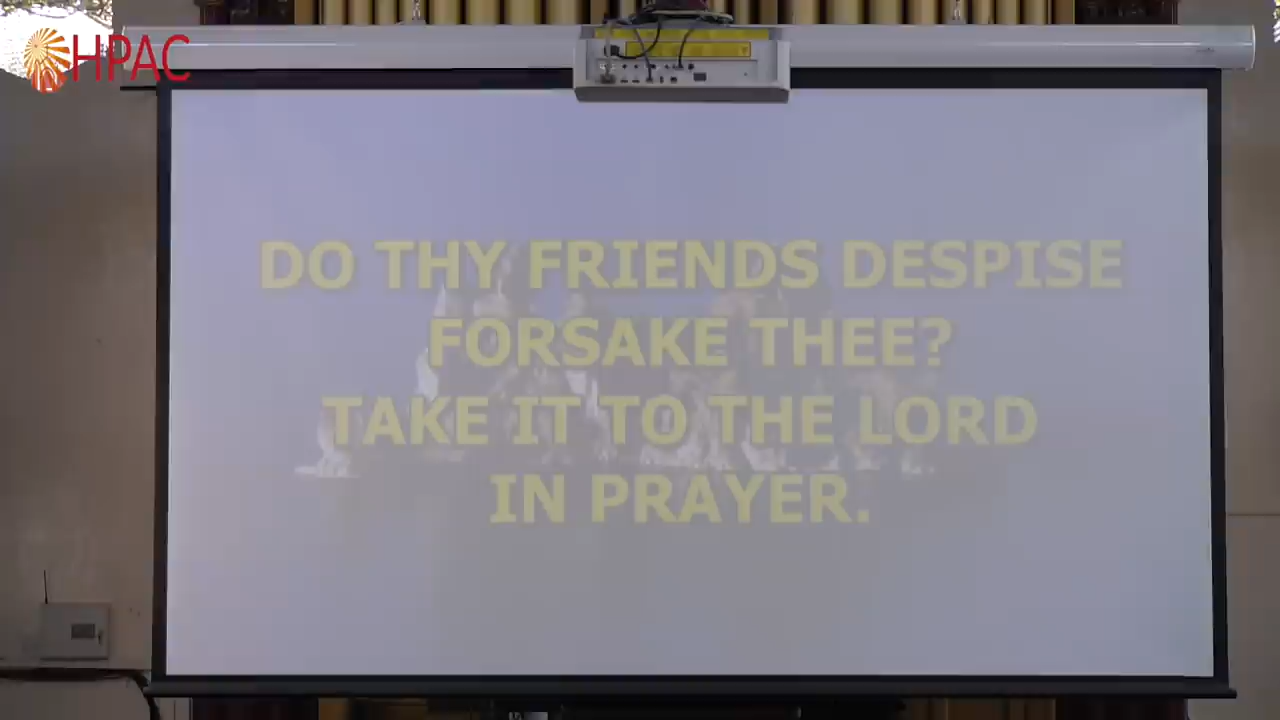 HPAC
DO THY FRIENDS DESPISE
FORSAKE THEE?
TAKE IT TO THE LORD
IN PRAYER.